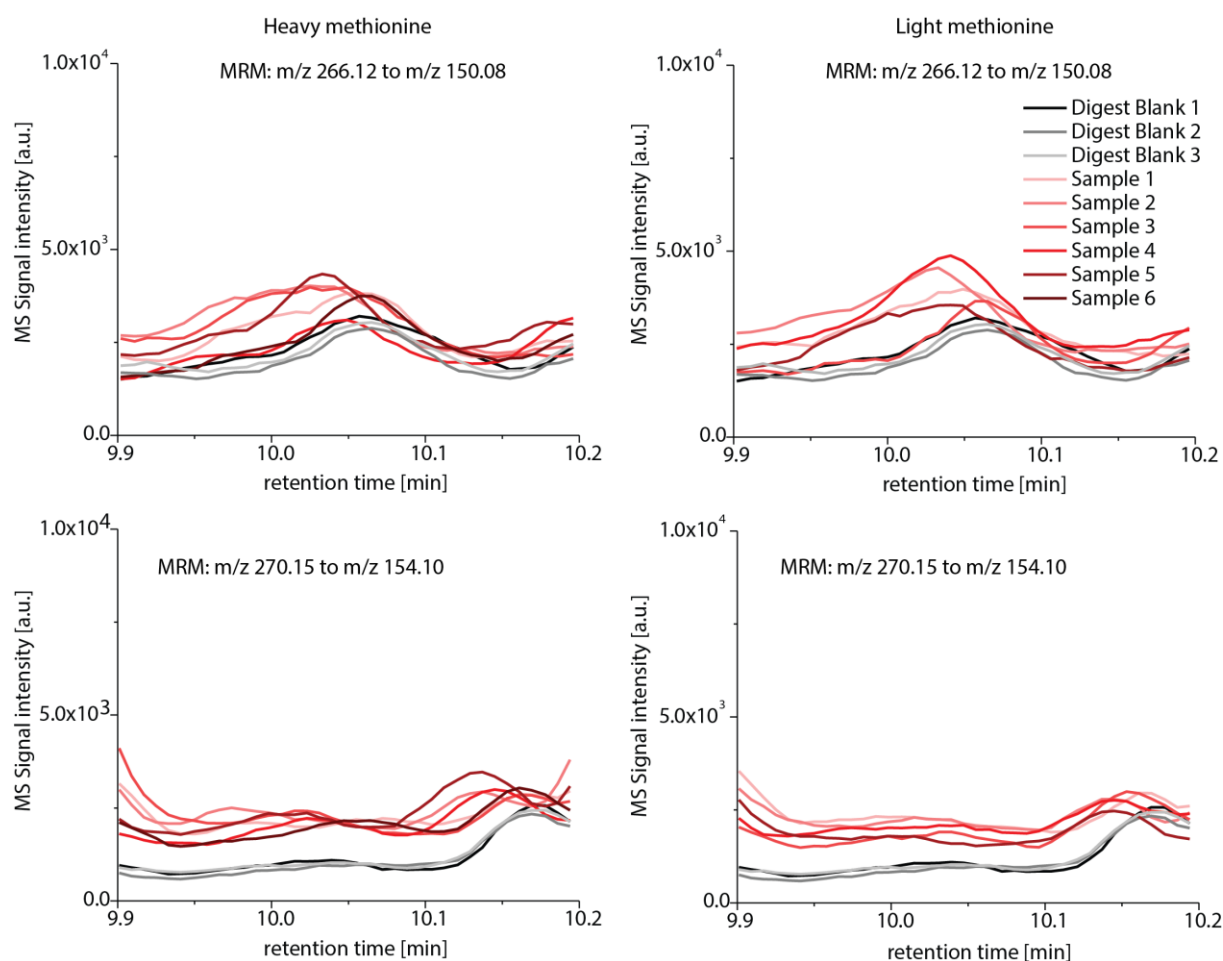 Heavy methionine
MRM: m/z 266.12 to m/z 150.08
MS Signal intensity [a.u.]
1.0x10⁴
5.0x10³
0.0
9.9 10.0 10.1 10.2
retention time [min]
Light methionine
MRM: m/z 266.12 to m/z 150.08
MS Signal intensity [a.u.]
1.0x10⁴
5.0x10³
0.0
9.9 10.0 10.1 10.2
retention time [min]
Digest Blank 1
Digest Blank 2
Digest Blank 3
Sample 1
Sample 2
Sample 3
Sample 4
Sample 5
Sample 6
MRM: m/z 270.15 to m/z 154.10
MS Signal intensity [a.u.]
1.0x10⁴
5.0x10³
0.0
9.9 10.0 10.1 10.2
retention time [min]
MRM: m/z 270.15 to m/z 154.10
MS Signal intensity [a.u.]
1.0x10⁴
5.0x10³
0.0
9.9 10.0 10.1 10.2
retention time [min]